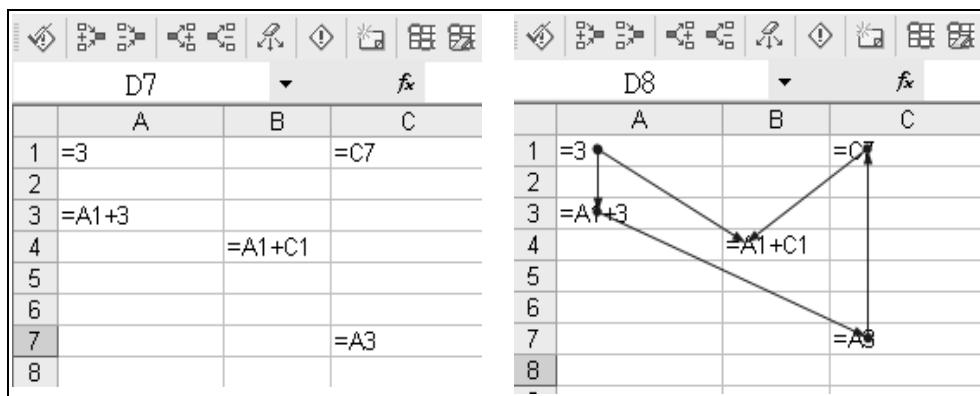 D7 fx
A B C
1 =3 =C7
2
3 =A1+3
4 =A1+C1
5
6
7 =A3
8
D8 fx
A B C
1 =3 =C7
2
3 =A1+3
4 =A1+C1
5
6
7 =A3
8